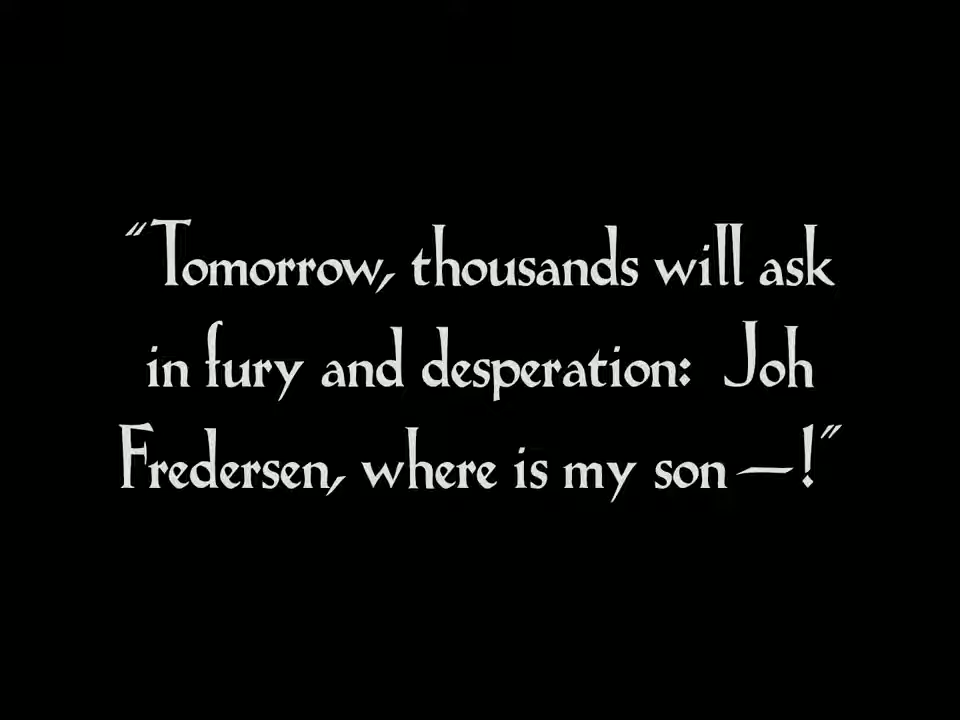 "Tomorrow, thousands will ask
in fury and desperation: Joh
Fredersen, where is my son—!"